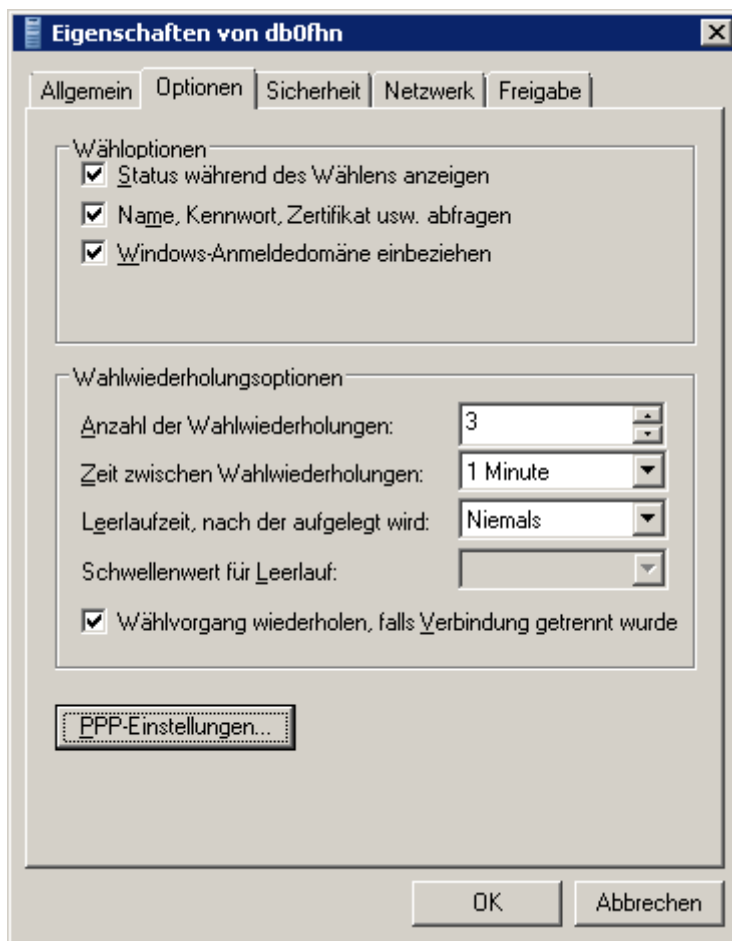 Eigenschaften von db0fhn
Allgemein Optionen Sicherheit Netzwerk Freigabe
Wähloptionen
Status während des Wählens anzeigen
Name, Kennwort, Zertifikat usw. abfragen
Windows-Anmeldedomäne einbeziehen
Wahlwiederholungsoptionen
Anzahl der Wahlwiederholungen: 3
Zeit zwischen Wahlwiederholungen: 1 Minute
Leerlaufzeit, nach der aufgelegt wird: Niemals
Schwellenwert für Leerlauf:
Wählvorgang wiederholen, falls Verbindung getrennt wurde
PPP-Einstellungen...
OK Abbrechen